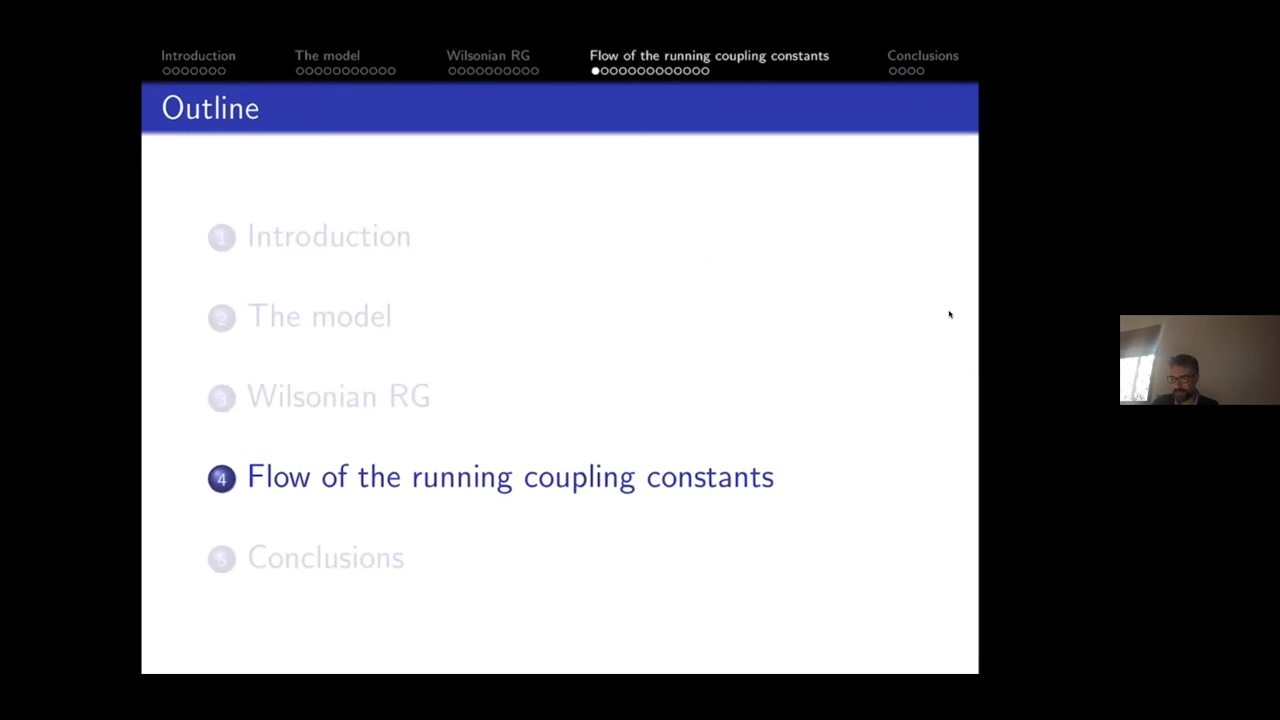 Introduction
The model
Wilsonian RG
Flow of the running coupling constants
Conclusions
Outline
1 Introduction
2 The model
3 Wilsonian RG
4 Flow of the running coupling constants
5 Conclusions